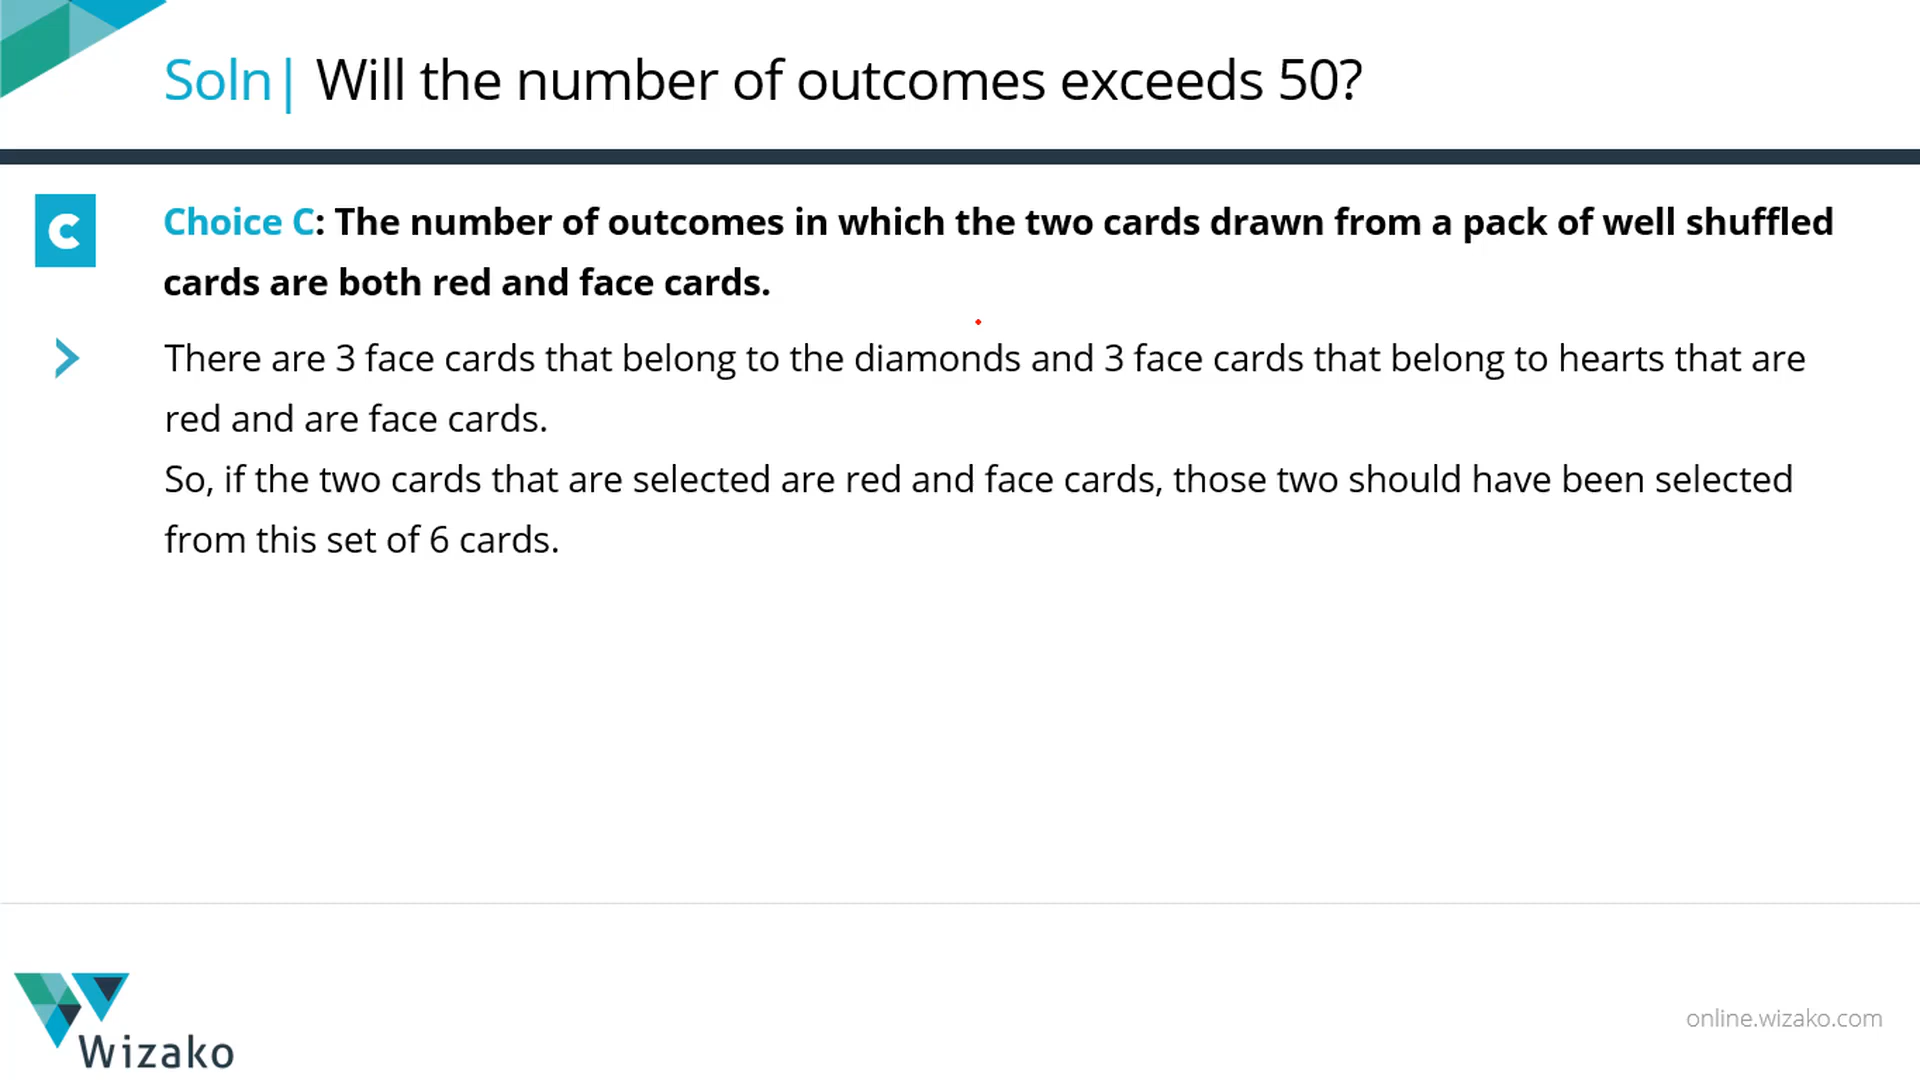 Soln| Will the number of outcomes exceeds 50?
C
Choice C: The number of outcomes in which the two cards drawn from a pack of well shuffled
cards are both red and face cards.
There are 3 face cards that belong to the diamonds and 3 face cards that belong to hearts that are
red and are face cards.
So, if the two cards that are selected are red and face cards, those two should have been selected
from this set of 6 cards.
Wizako
online.wizako.com